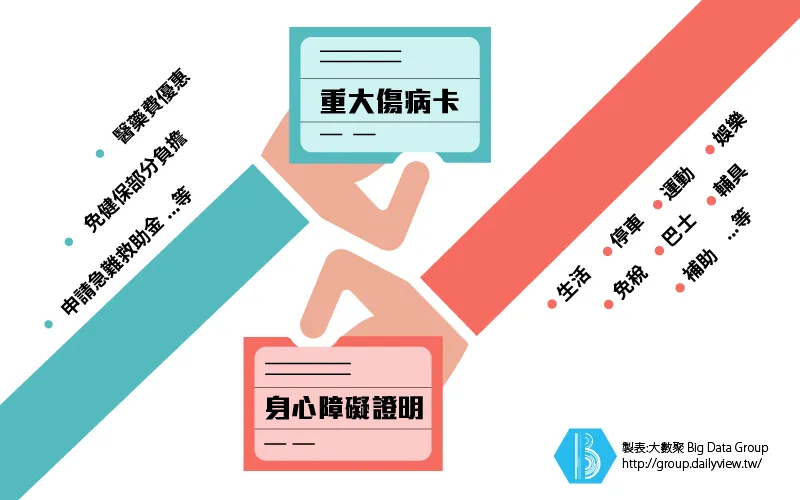 重大傷病卡
醫藥費優惠
免健保部分負擔
申請急難救助金 ...等
身心障礙證明
娛樂
運動
輔具
停車
巴士
...等
生活
免稅
補助
製表:大數聚 Big Data Group
http://group.dailyview.tw/